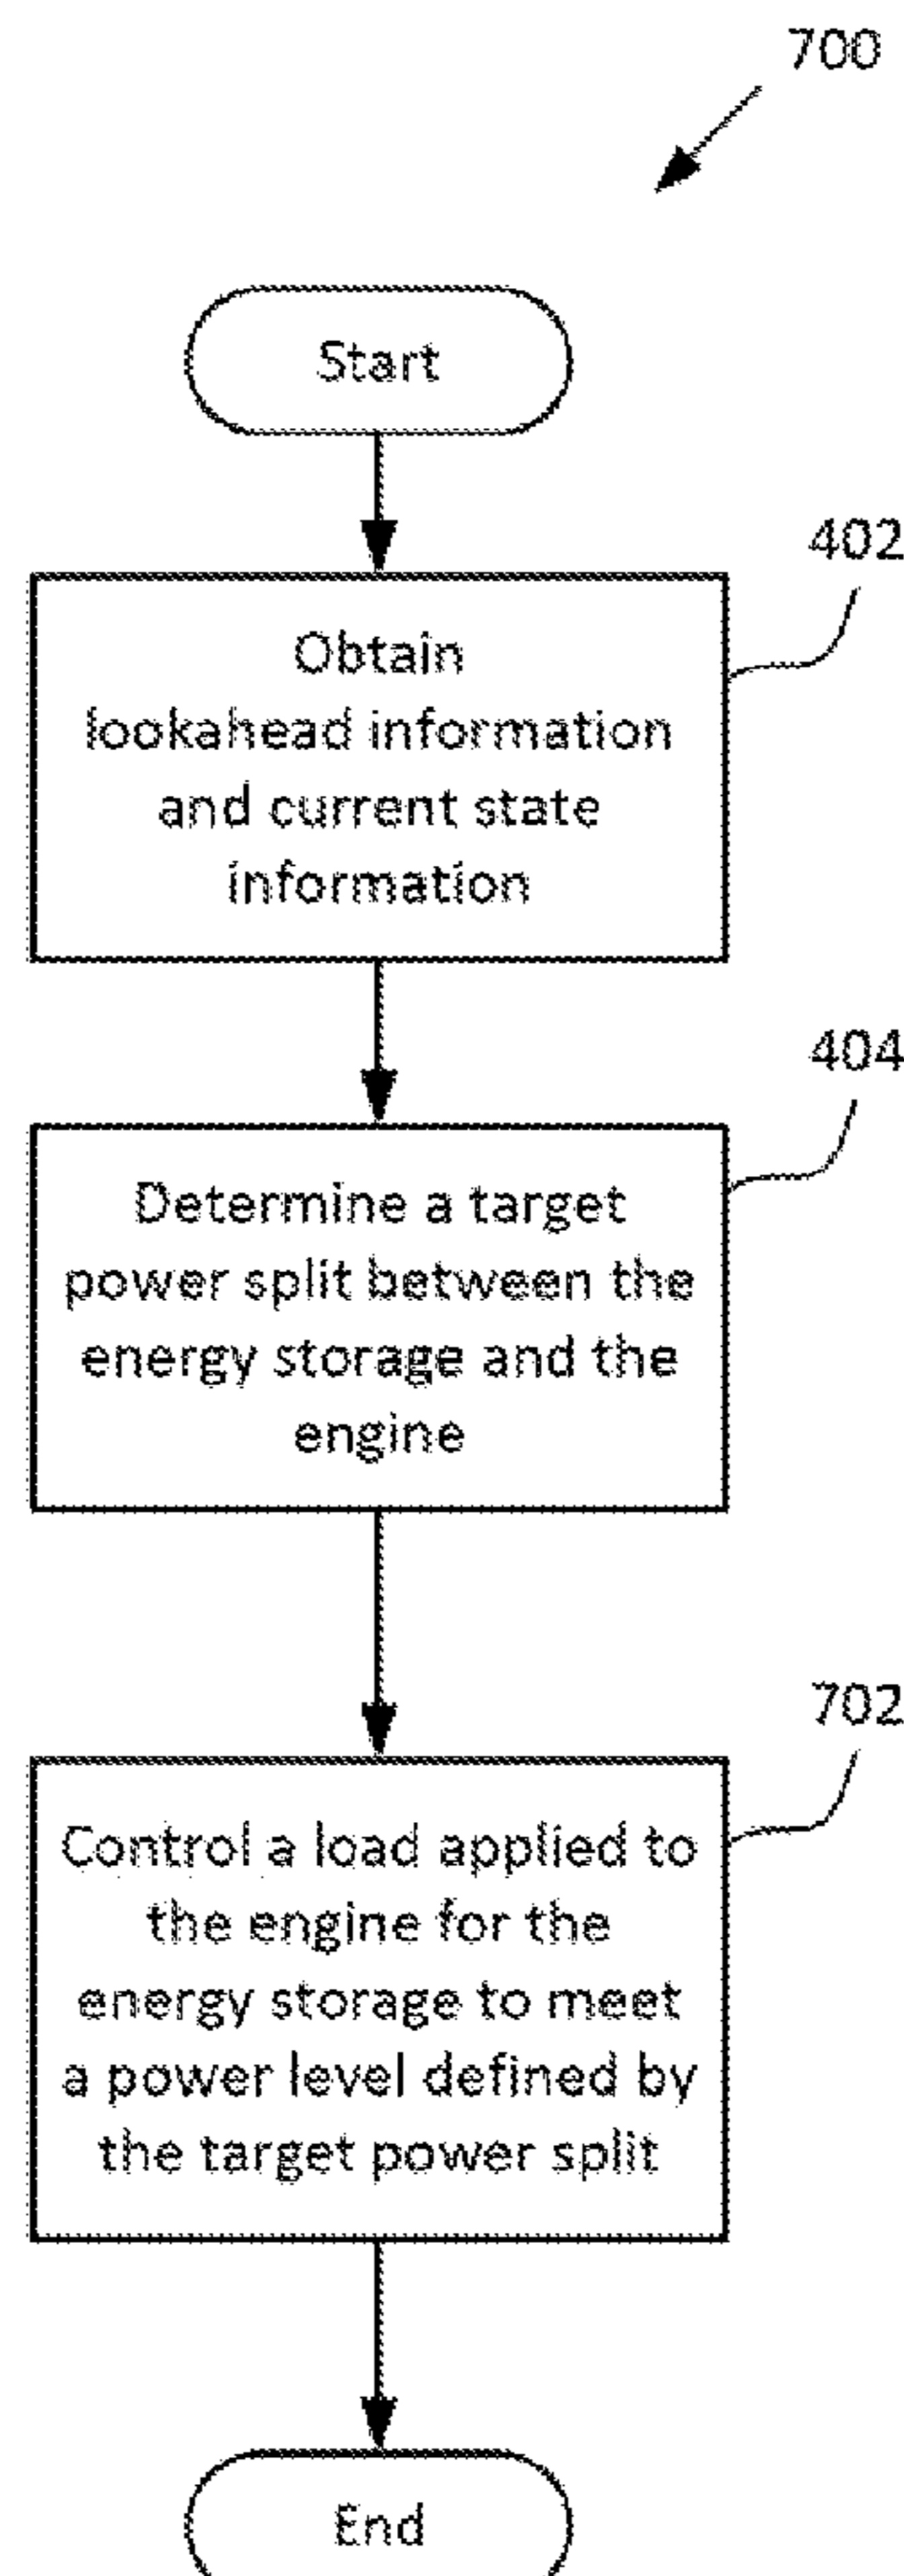 700
Start
402
Obtain
lookahead information
and current state
information
404
Determine a target
power split between the
energy storage and the
engine
702
Control a load applied to
the engine for the
energy storage to meet
a power level defined by
the target power split
End